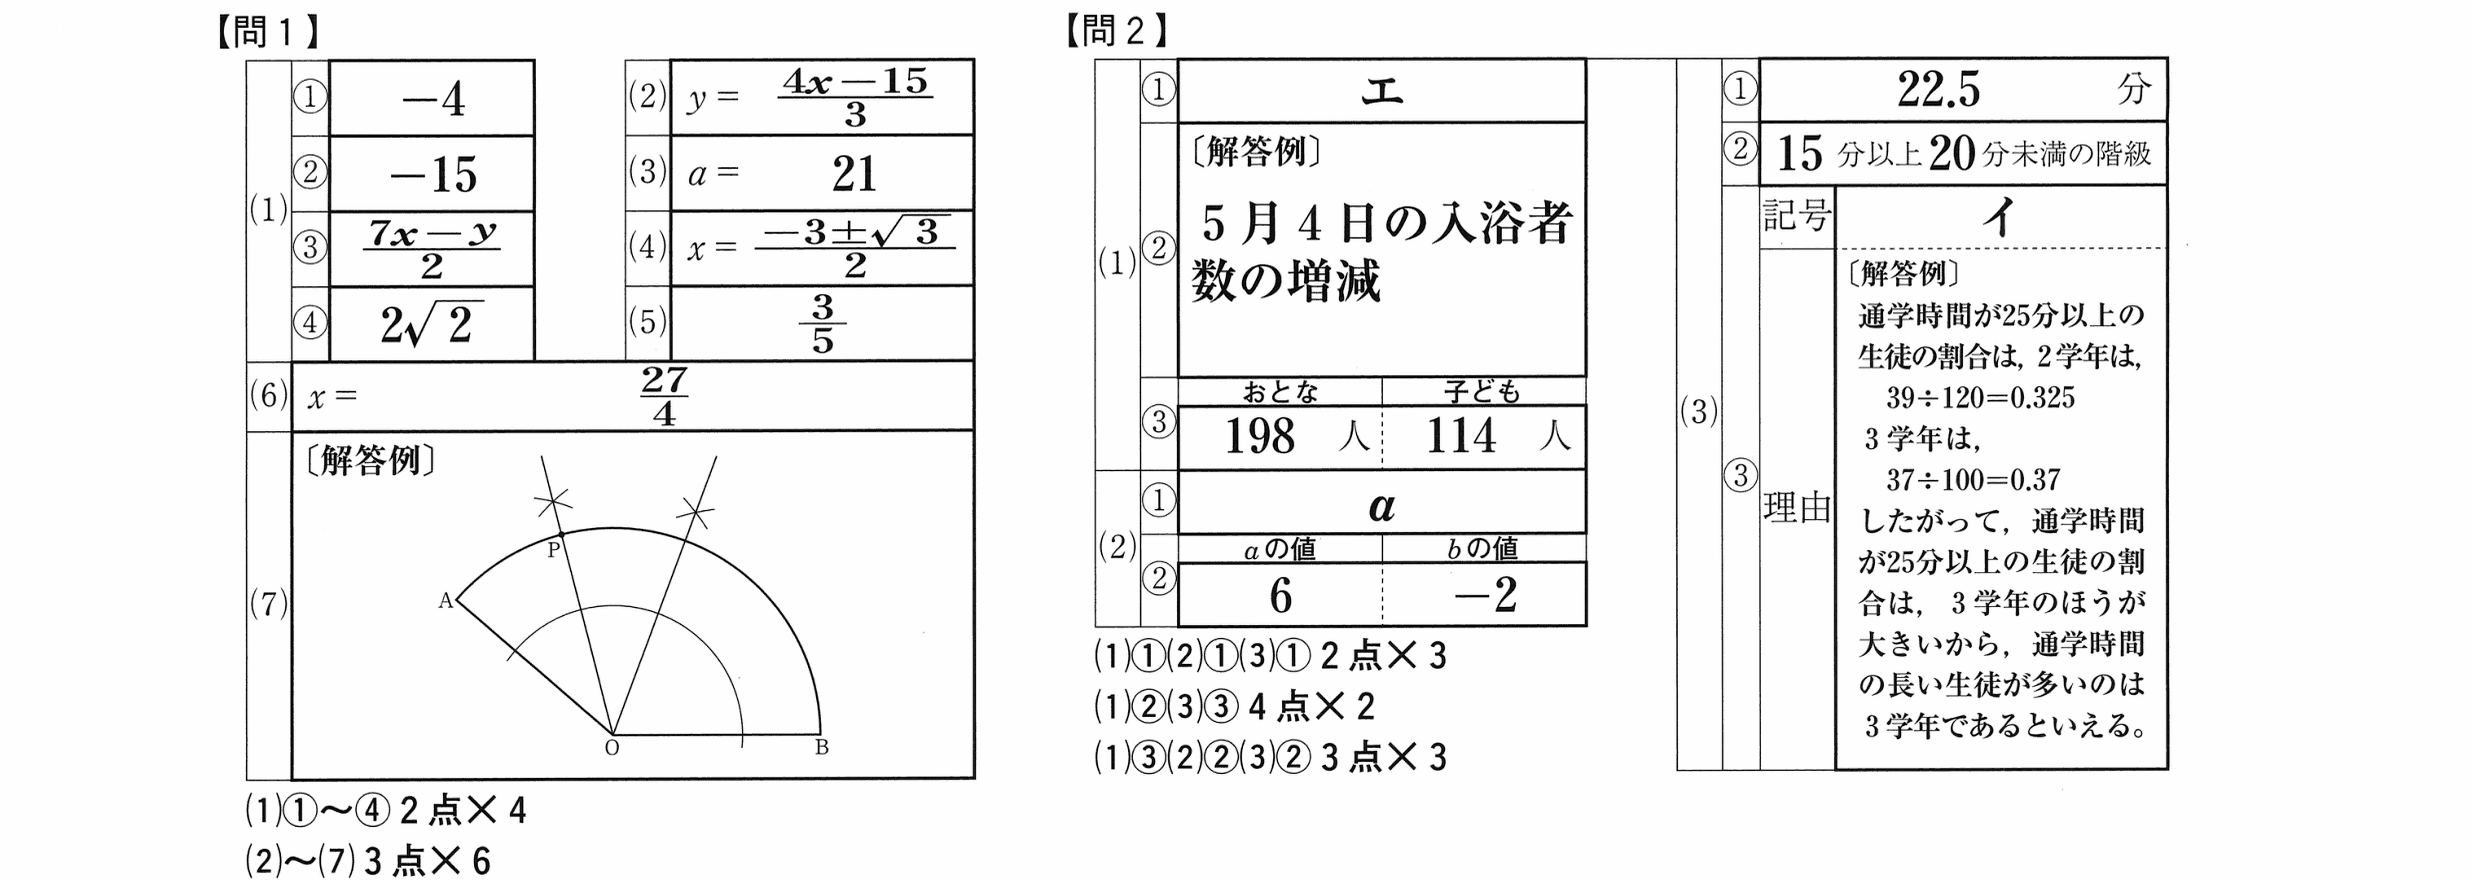 【問1】
(1)
① −4
② −15
③ \frac{7x−y}{2}
④ 2√2
(2) y= \frac{4x−15}{3}
(3) a= 21
(4) x= \frac{−3±√3}{2}
(5) \frac{3}{5}
(6) x= \frac{27}{4}
(7)
〔解答例〕
P
A
O
B
(1)①〜④2点×4
(2)〜(7)3点×6
【問2】
(1)
① エ
②
〔解答例〕
5月4日の入浴者
数の増減
③
おとな 子ども
198 人 114 人
(2)
① a
②
aの値 bの値
6 −2
(1)①(2)①(3)①2点×3
(1)②(3)③4点×2
(1)③(2)②(3)②3点×3
(3)
① 22.5 分
② 15 分以上 20 分未満の階級
③
記号 イ
理由
〔解答例〕
通学時間が25分以上の
生徒の割合は,2学年は,
39÷120=0.325
3学年は,
37÷100=0.37
したがって,通学時間
が25分以上の生徒の割
合は,3学年のほうが
大きいから,通学時間
の長い生徒が多いのは
3学年であるといえる。